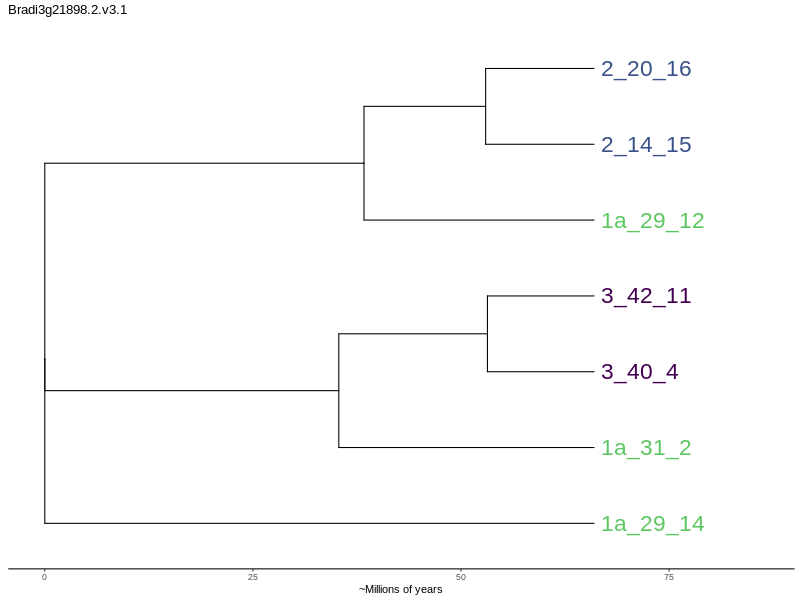 Bradi3g21898.2.v3.1
2_20_16
2_14_15
1a_29_12
3_42_11
3_40_4
1a_31_2
1a_29_14
0 25 50 75
~Millions of years